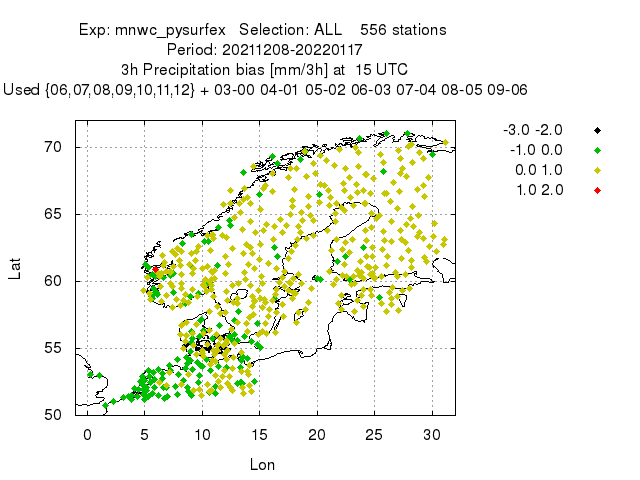 Exp: mnwc_pysurfex Selection: ALL 556 stations
Period: 20211208-20220117
3h Precipitation bias [mm/3h] at 15 UTC
Used {06,07,08,09,10,11,12} + 03-00 04-01 05-02 06-03 07-04 08-05 09-06
-3.0 -2.0
-1.0 0.0
0.0 1.0
1.0 2.0
70
65
60
55
50
Lat
0 5 10 15 20 25 30
Lon